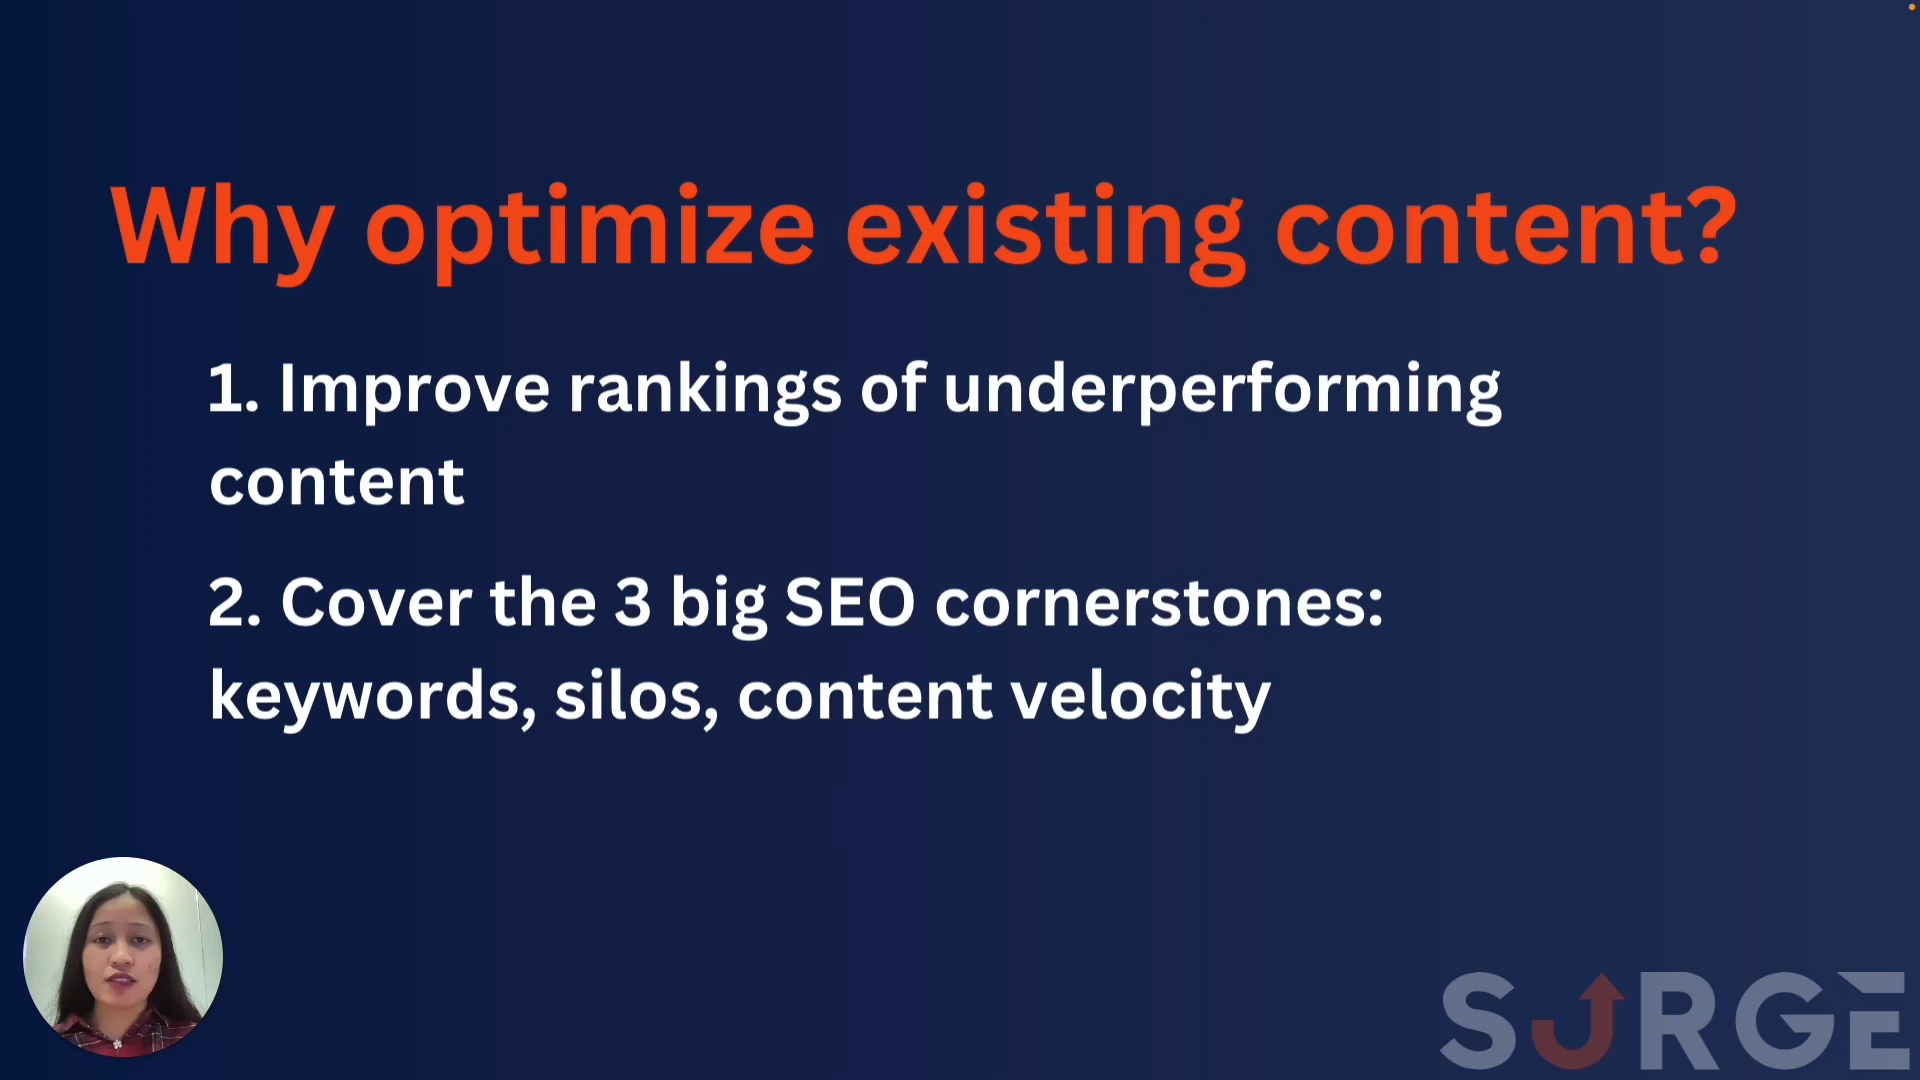 Why optimize existing content?
1. Improve rankings of underperforming
content
2. Cover the 3 big SEO cornerstones:
keywords, silos, content velocity
SURGE